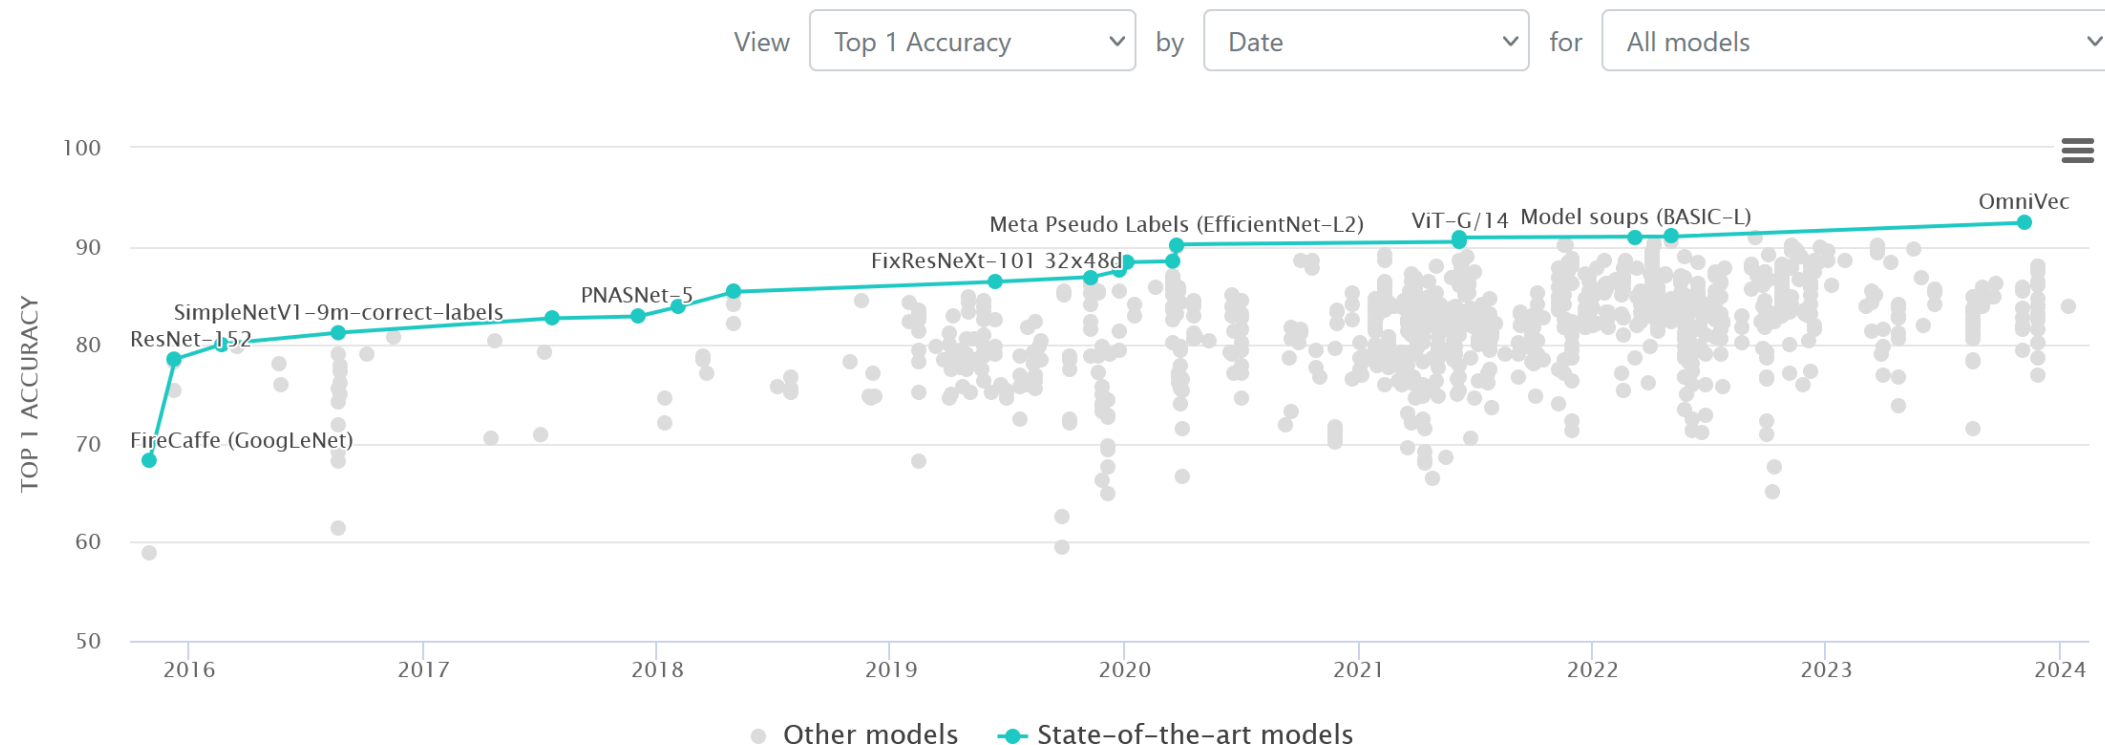 View Top 1 Accuracy by Date for All models
100
OmniVec
Meta Pseudo Labels (EfficientNet-L2) ViT-G/14 Model soups (BASIC-L)
90
FixResNeXt-101 32x48d
PNASNet-5
SimpleNetV1-9m-correct-labels
ResNet-152
80
TOP 1 ACCURACY
FireCaffe (GoogLeNet)
70
60
50
2016 2017 2018 2019 2020 2021 2022 2023 2024
Other models State-of-the-art models